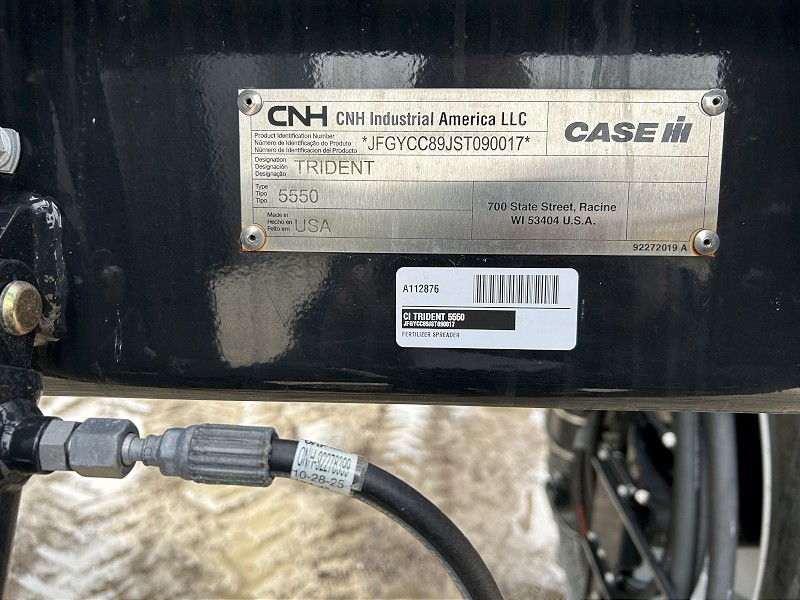 CNH CNH Industrial America LLC
CASE IH
Product Identification Number
Número de Identificação do Produto
Número de Identificacion del Producto
*JFGYCC89JST090017*
Designation
Designación
Designação
TRIDENT
Type
Tipo
Tipo
5550
Made in
Hecho en
Feito em
USA
700 State Street, Racine
WI 53404 U.S.A.
92272019 A
A112876
CI TRIDENT 5550
JFGYCC89JST090017
FERTILIZER SPREADER
CNH92278399
10-28-25